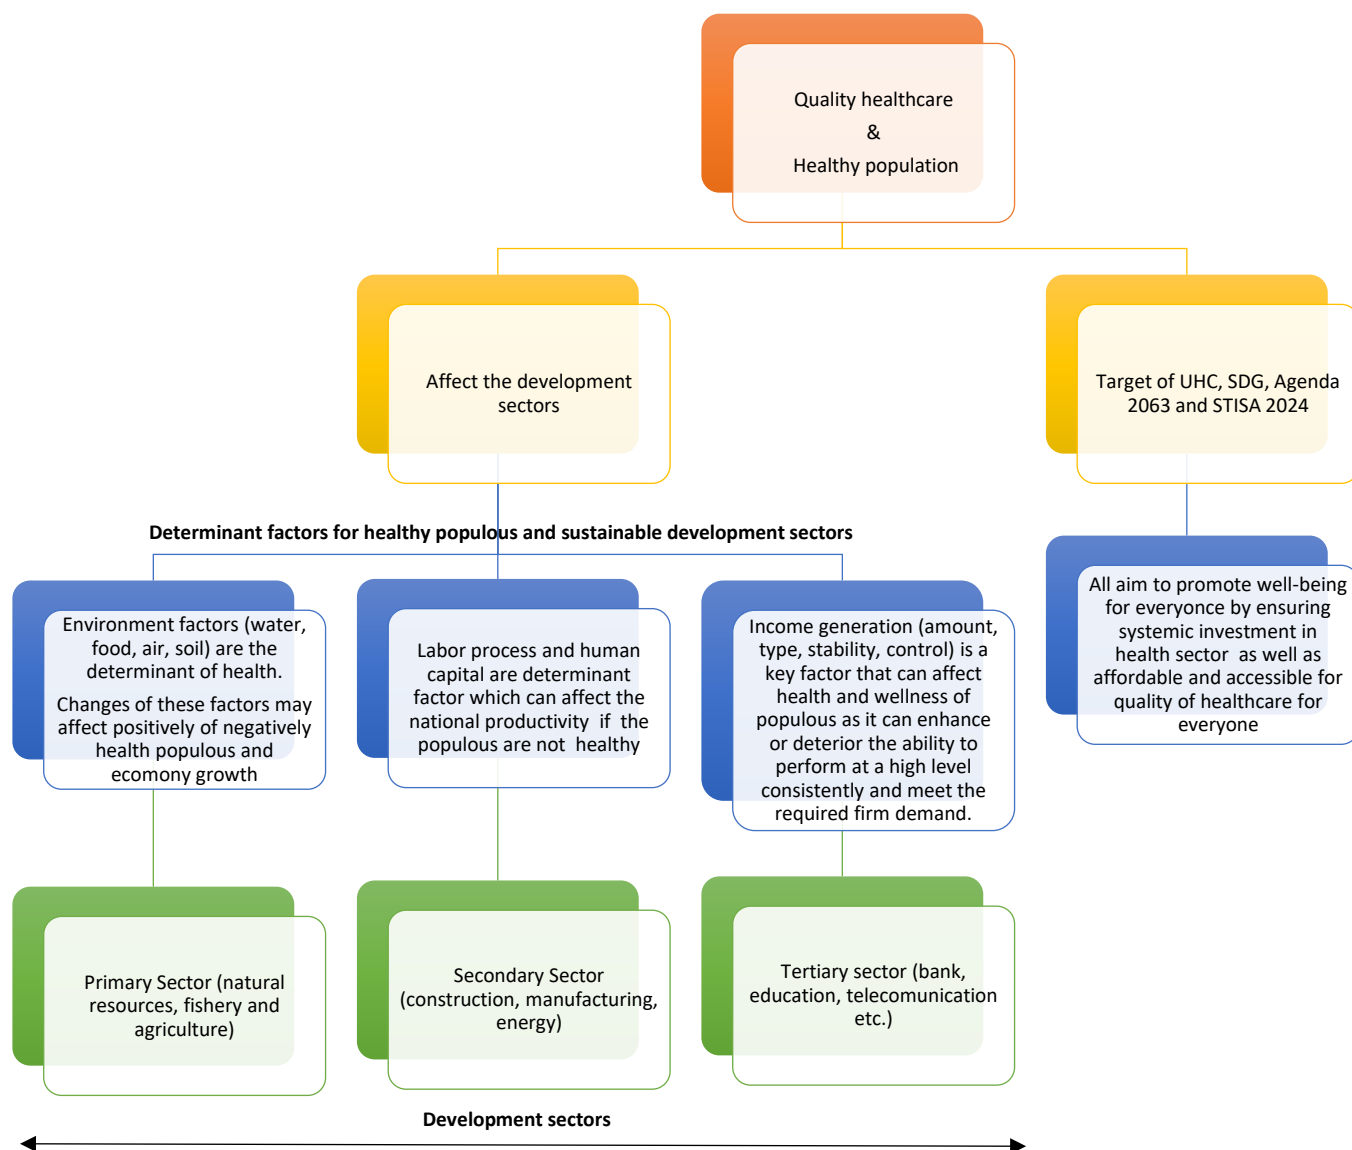 Quality healthcare
&
Healthy population
Affect the development
sectors
Target of UHC, SDG, Agenda
2063 and STISA 2024
Determinant factors for healthy populous and sustainable development sectors
Environment factors (water,
food, air, soil) are the
determinant of health.
Changes of these factors may
affect positively of negatively
health populous and
ecomony growth
Labor process and human
capital are determinant
factor which can affect the
national productivity if the
populous are not healthy
Income generation (amount,
type, stability, control) is a
key factor that can affect
health and wellness of
populous as it can enhance
or deterior the ability to
perform at a high level
consistently and meet the
required firm demand.
All aim to promote well-being
for everyonce by ensuring
systemic investment in
health sector as well as
affordable and accessible for
quality of healthcare for
everyone
Primary Sector (natural
resources, fishery and
agriculture)
Secondary Sector
(construction, manufacturing,
energy)
Tertiary sector (bank,
education, telecomunication
etc.)
Development sectors